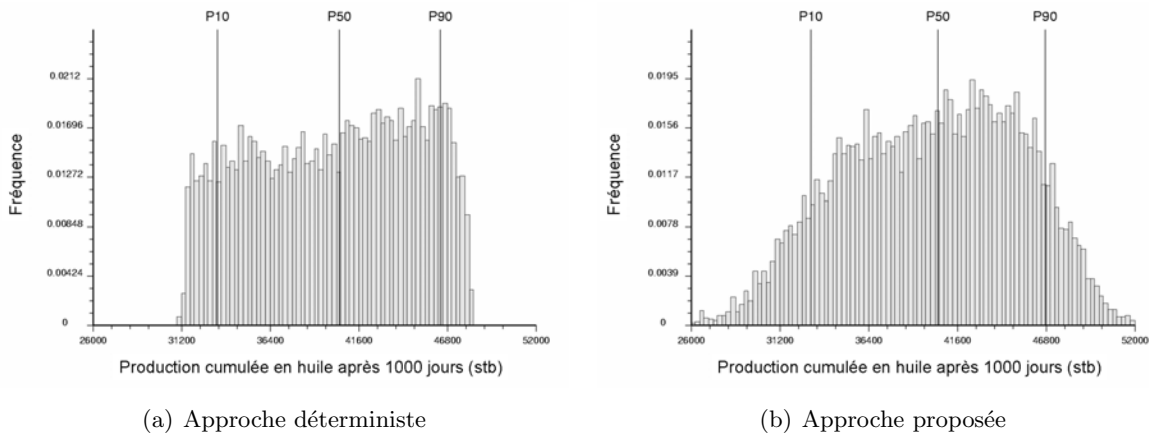 P10 P50 P90
0.0212
0.01696
0.01272
0.00848
0.00424
0
Fréquence
26000 31200 36400 41600 46800 52000
Production cumulée en huile après 1000 jours (stb)
(a) Approche déterministe
P10 P50 P90
0.0195
0.0156
0.0117
0.0078
0.0039
0
Fréquence
26000 31200 36400 41600 46800 52000
Production cumulée en huile après 1000 jours (stb)
(b) Approche proposée